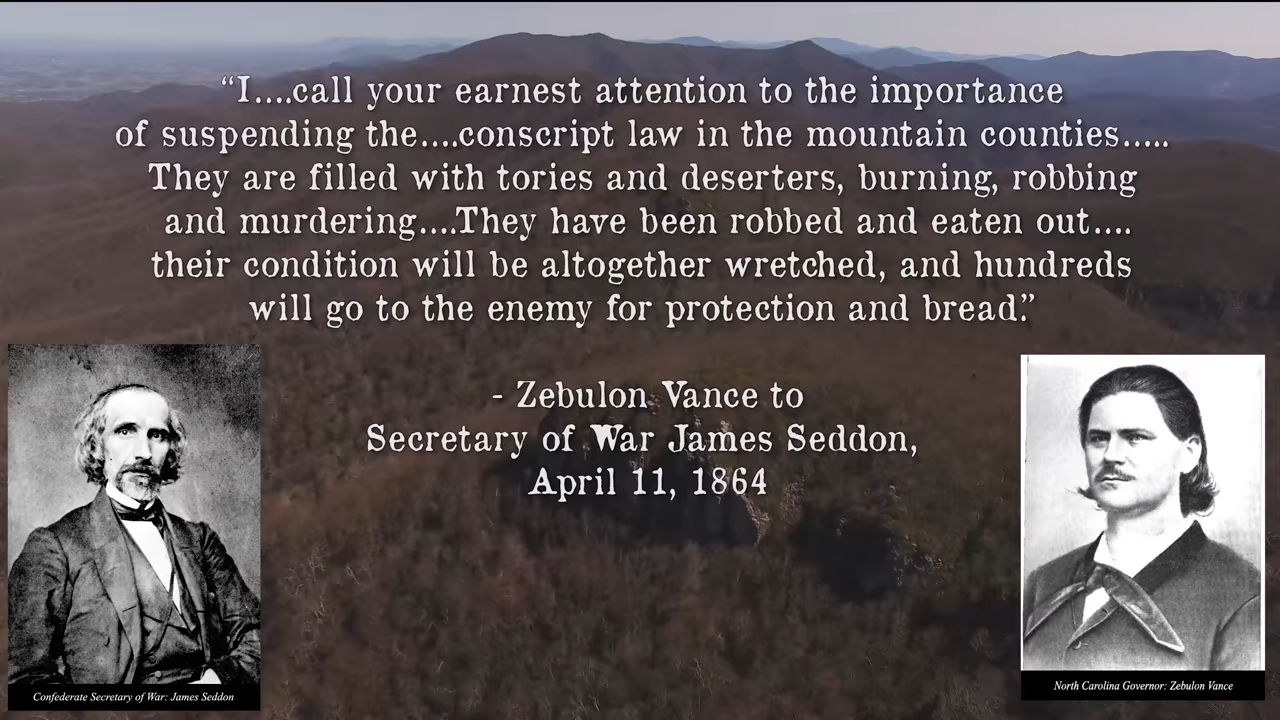 “I....call your earnest attention to the importance
of suspending the....conscript law in the mountain counties.....
They are filled with tories and deserters, burning, robbing
and murdering....They have been robbed and eaten out....
their condition will be altogether wretched, and hundreds
will go to the enemy for protection and bread.”
- Zebulon Vance to
Secretary of War James Seddon,
April 11, 1864
Confederate Secretary of War: James Seddon
North Carolina Governor: Zebulon Vance